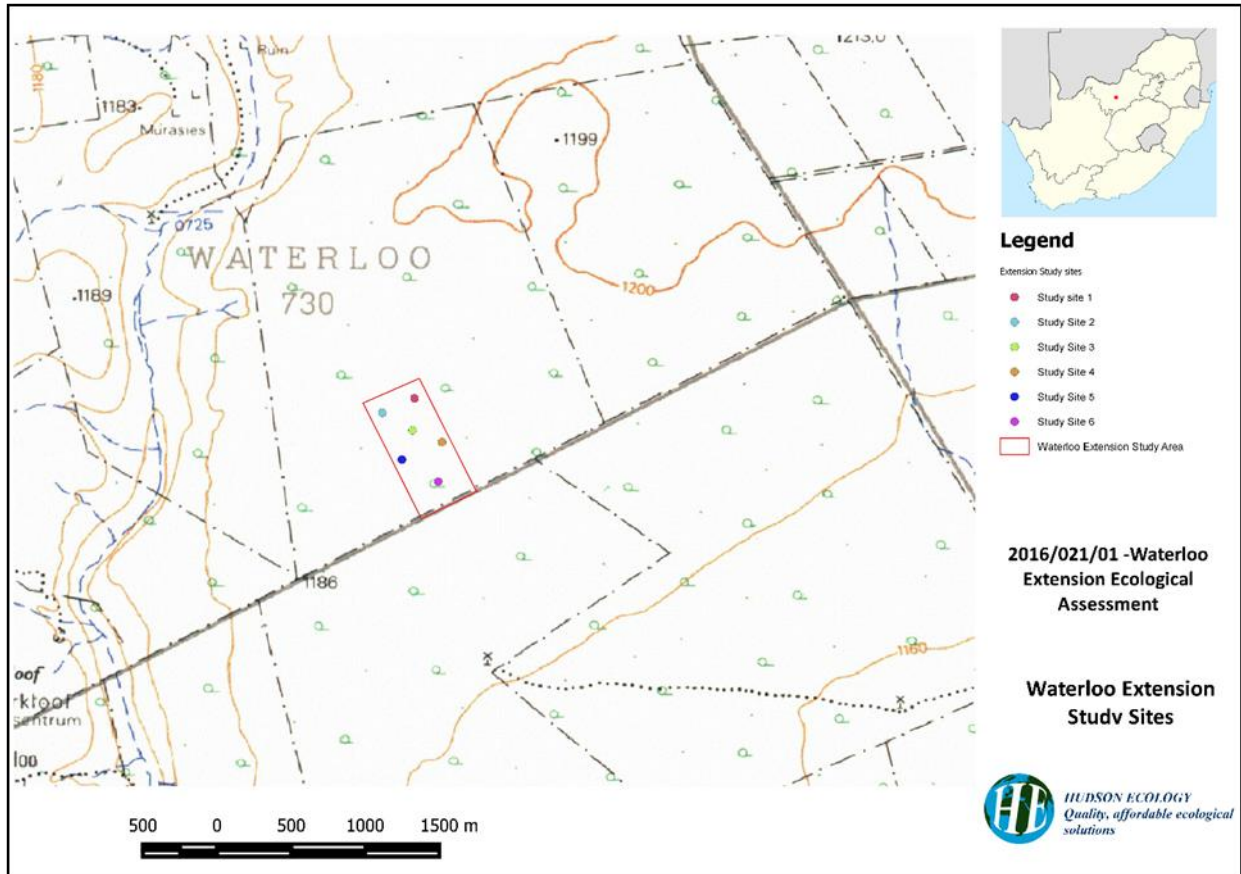 Ruin
1213,0
1180
1183
Murasies
1199
0725
WATERLOO
730
1189
1200
1186
1160
oof
rkloof
sentrum
loo
500 0 500 1000 1500 m
Legend
Extension Study sites
Study site 1
Study Site 2
Study Site 3
Study Site 4
Study Site 5
Study Site 6
Waterloo Extension Study Area
2016/021/01 -Waterloo
Extension Ecological
Assessment
Waterloo Extension
Study Sites
HE
HUDSON ECOLOGY
Quality, affordable ecological
solutions